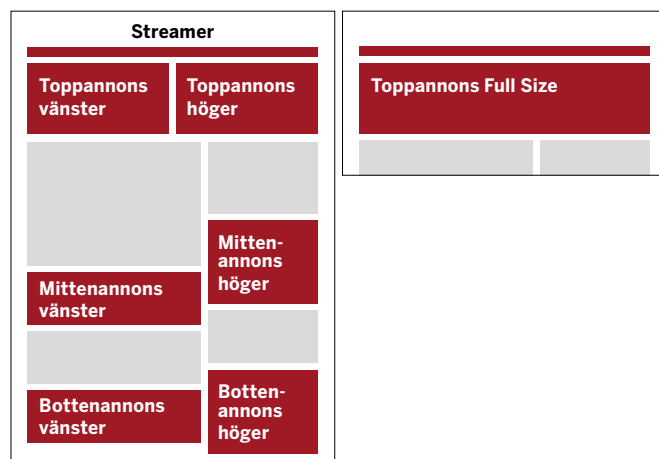 Streamer
Toppannons
vänster
Toppannons
höger
Mitten-
annons
höger
Mittenannons
vänster
Bottenannons
vänster
Botten-
annons
höger
Toppannons Full Size